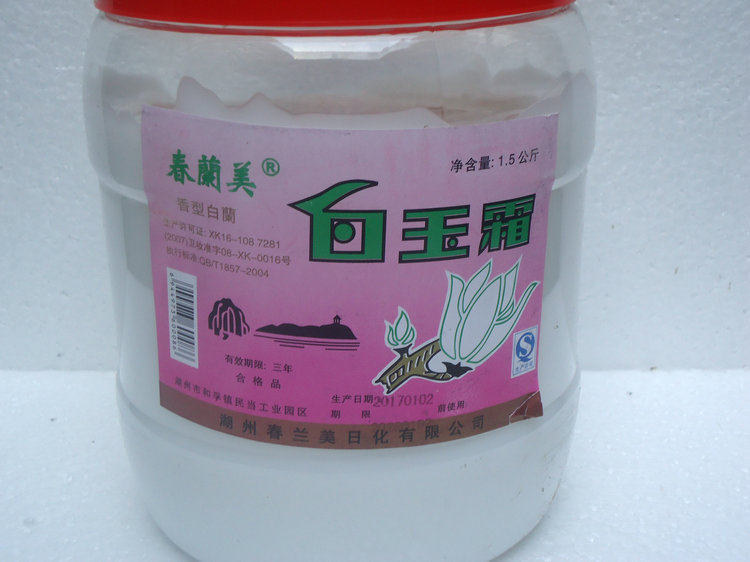 春蘭美®
净含量: 1.5公斤
香型白蘭
白玉霜
生产许可证: XK16-108 7281
(2007)卫妆准字08-XK-0016号
执行标准:QB/T1857-2004
有效期限: 三年
合格品
生产日期 20170102
期 限 前使用
湖州市和孚镇民当工业园区
湖州春兰美日化有限公司